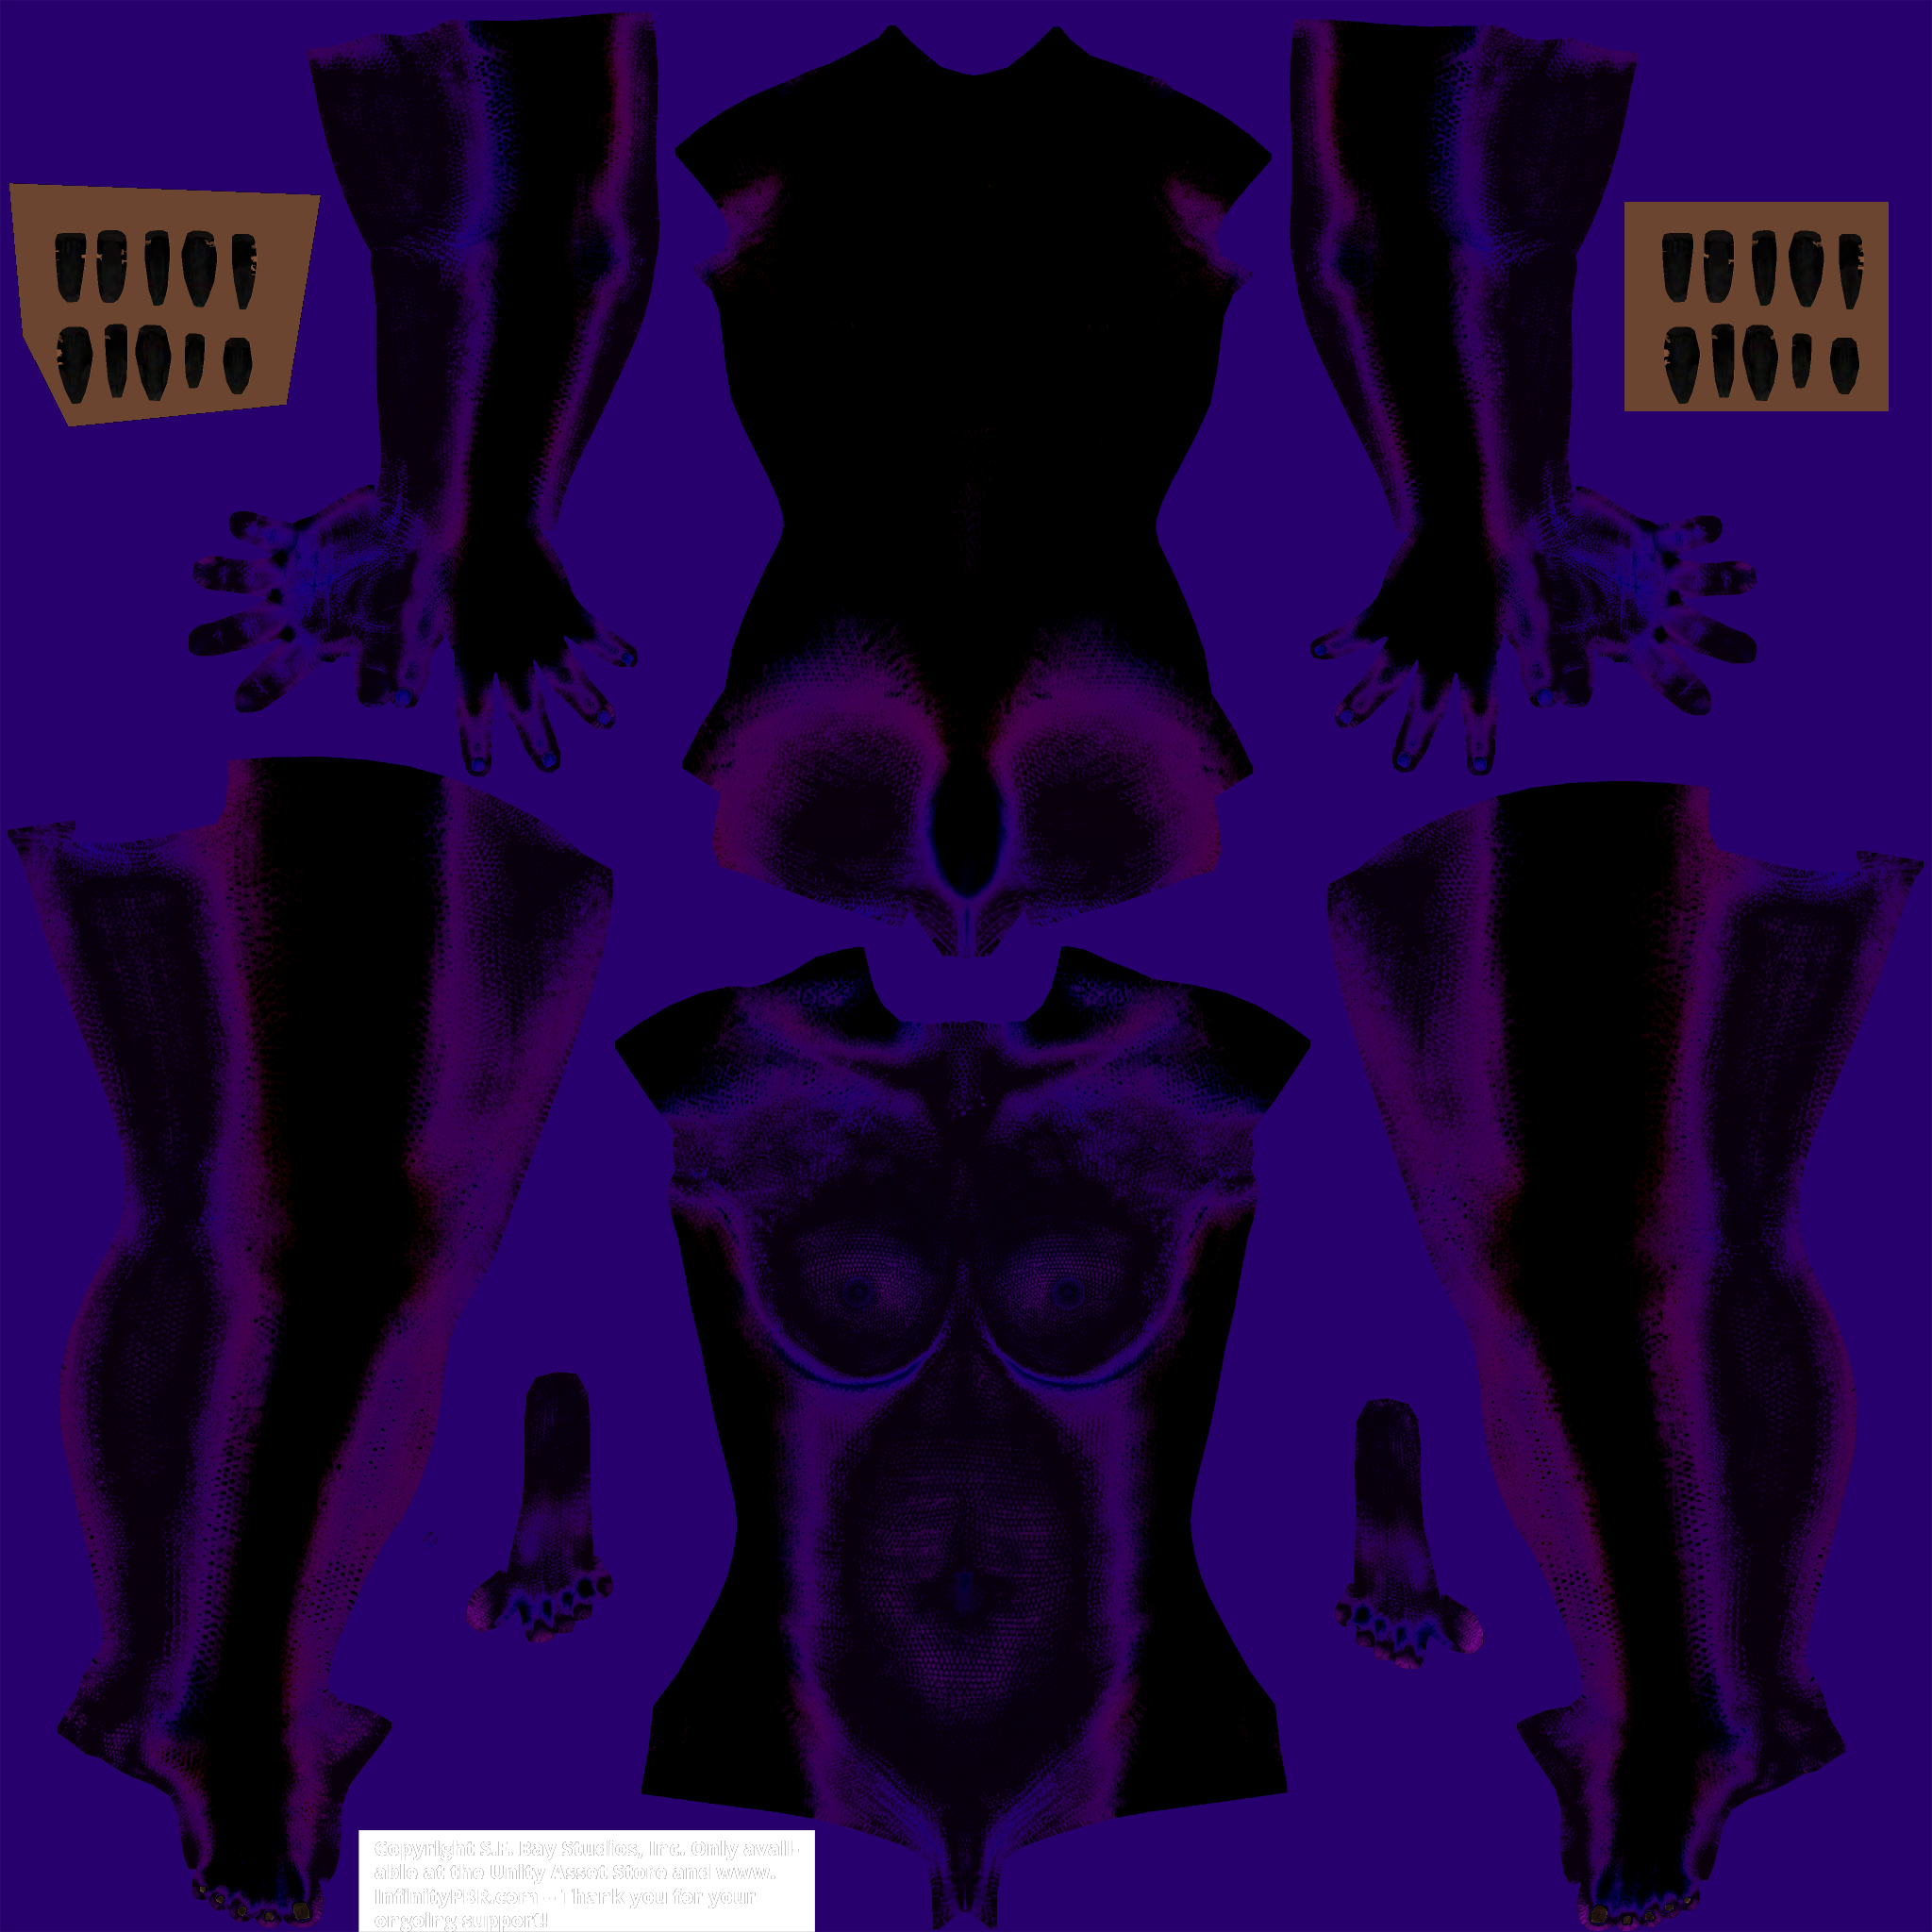 Copyright S.F. Bay Studios, Inc. Only avail-
able at the Unity Asset Store and www.
InfinityPBR.com -- Thank you for your
ongoing support!